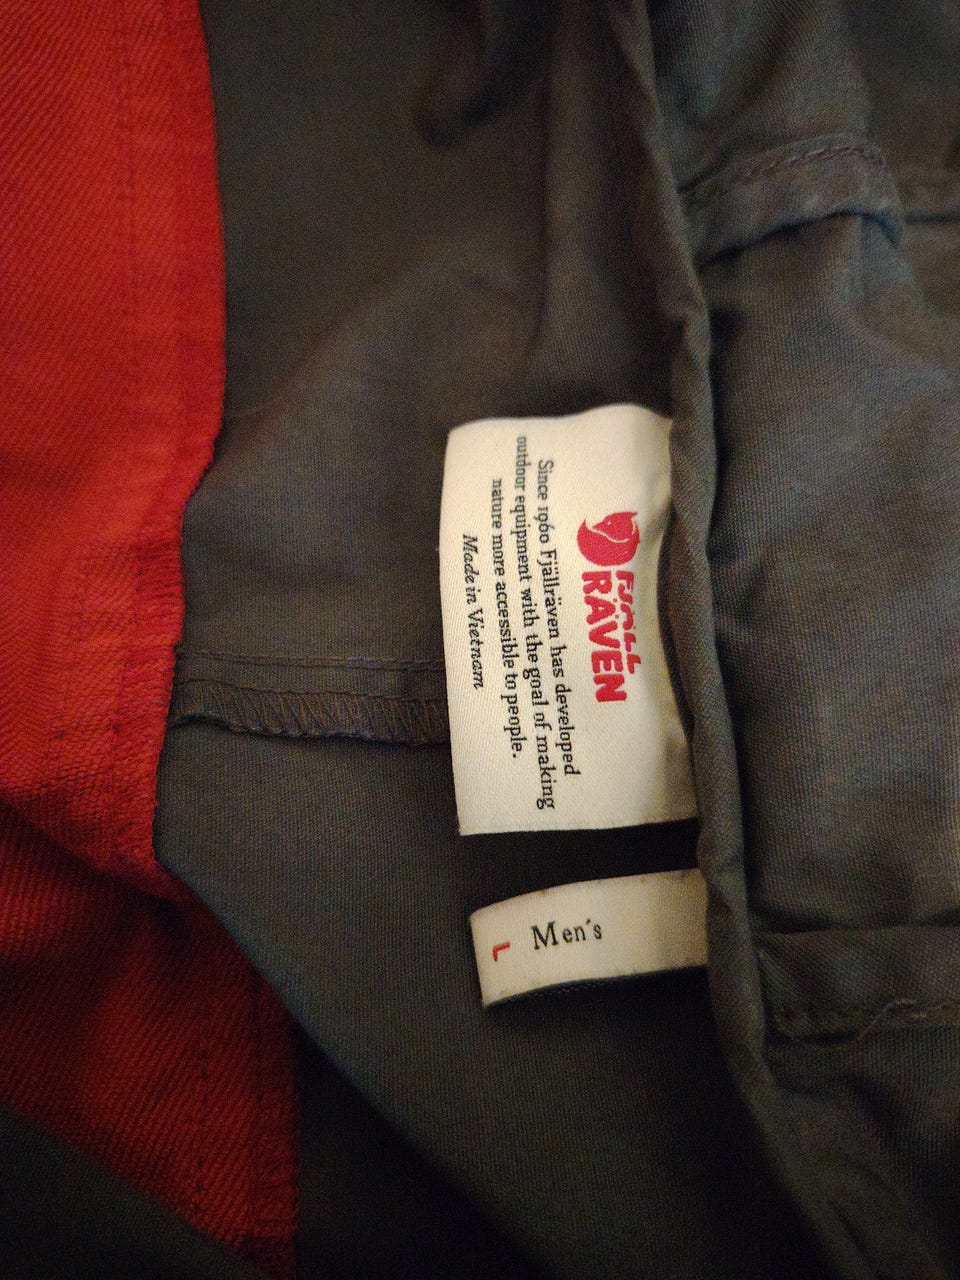 FJÄLL
RÄVEN
Since 1960 Fjällräven has developed
outdoor equipment with the goal of making
nature more accessible to people.
Made in Vietnam
Men's
L